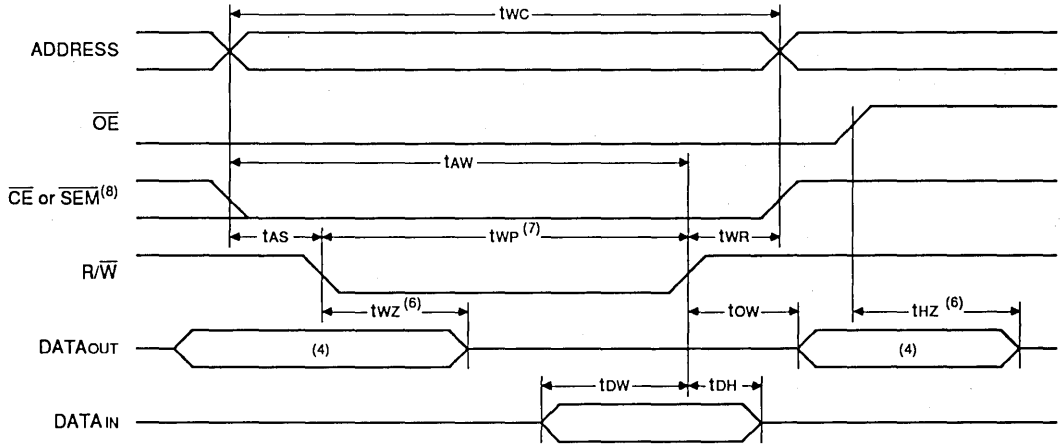 tWC
ADDRESS
OE
tAW
CE or SEM(8)
tAS tWP (7) tWR
R/W
tWZ (6) tOW tHZ (6)
DATAOUT (4) (4)
tDW tDH
DATAIN